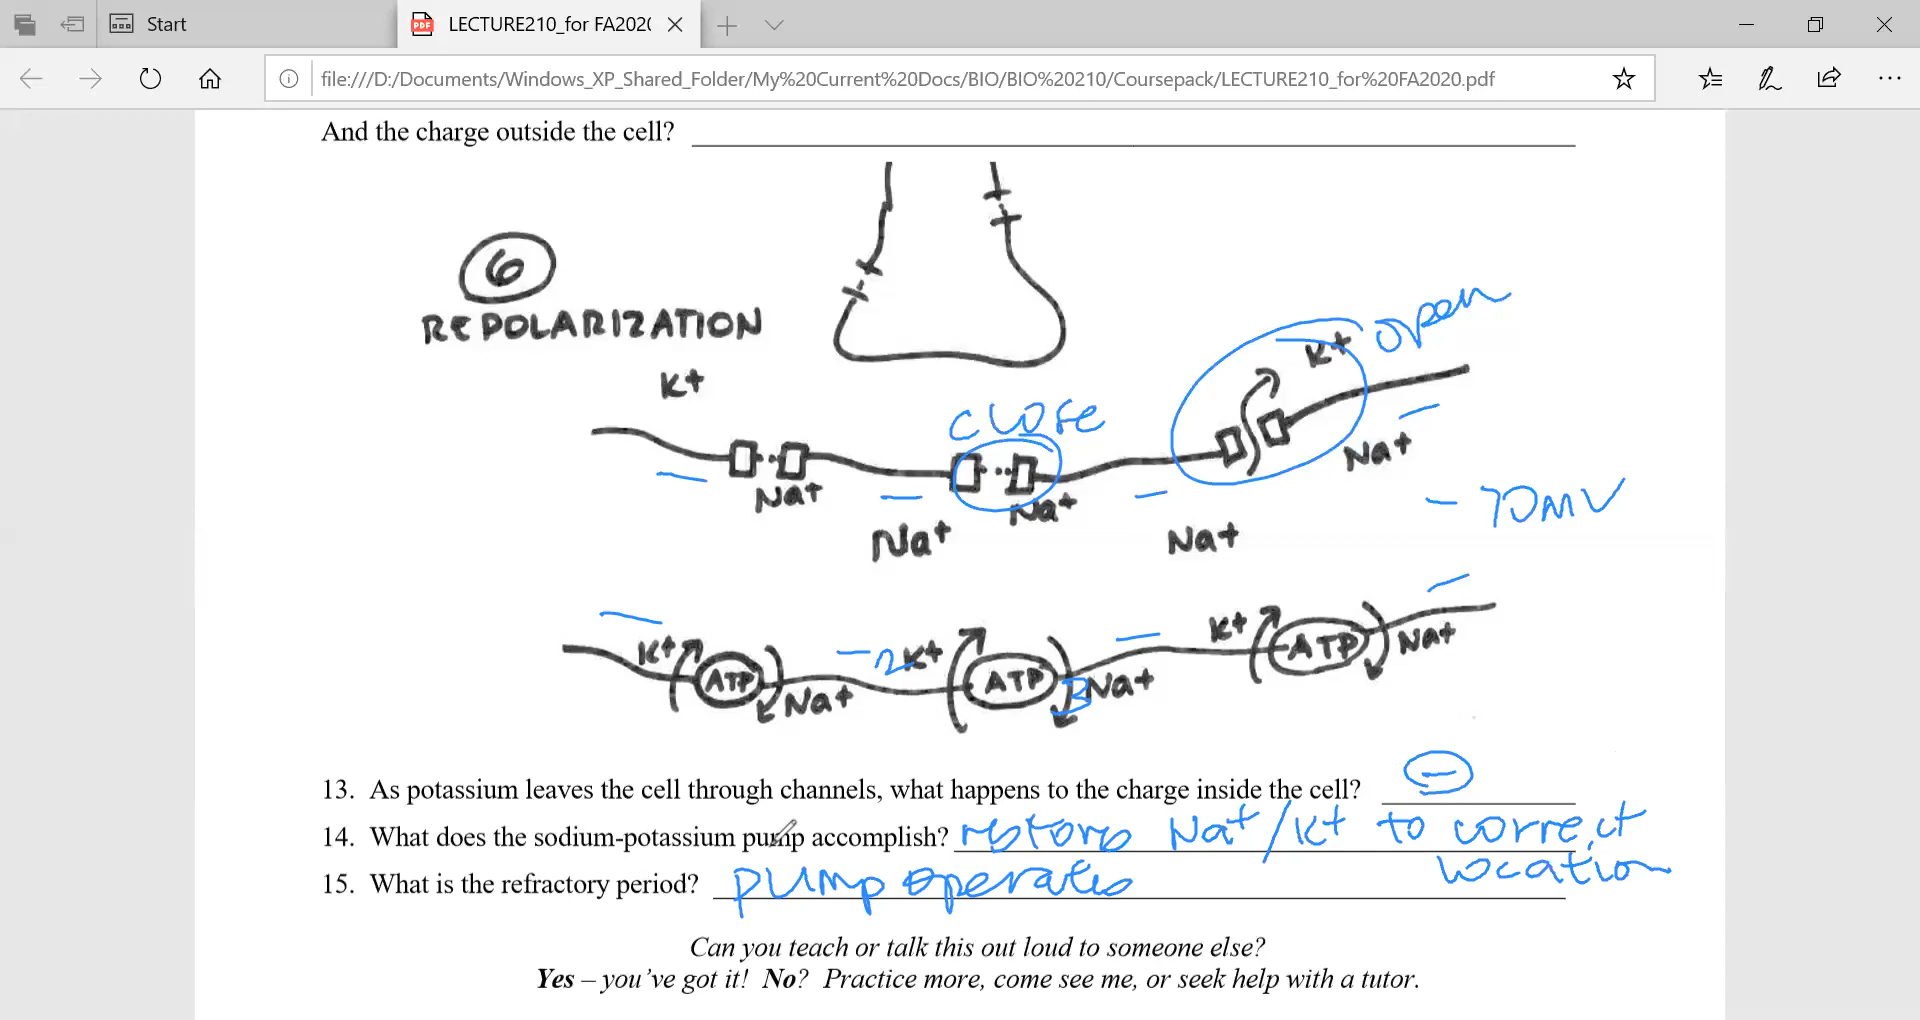 Start
LECTURE210_for FA2020
file:///D:/Documents/Windows_XP_Shared_Folder/My%20Current%20Docs/BIO/BIO%20210/Coursepack/LECTURE210_for%20FA2020.pdf
And the charge outside the cell?
6
REPOLARIZATION
K+ open
K+
CLOSE
Na+
Na+ Na+
- 70MV
Na+ Na+
K+ ATP Na+
2K+ ATP 3Na+
K+ ATP Na+
13. As potassium leaves the cell through channels, what happens to the charge inside the cell? -
14. What does the sodium-potassium pump accomplish? restores Na+/K+ to correct
location
15. What is the refractory period? pump operates
Can you teach or talk this out loud to someone else?
Yes – you’ve got it! No? Practice more, come see me, or seek help with a tutor.